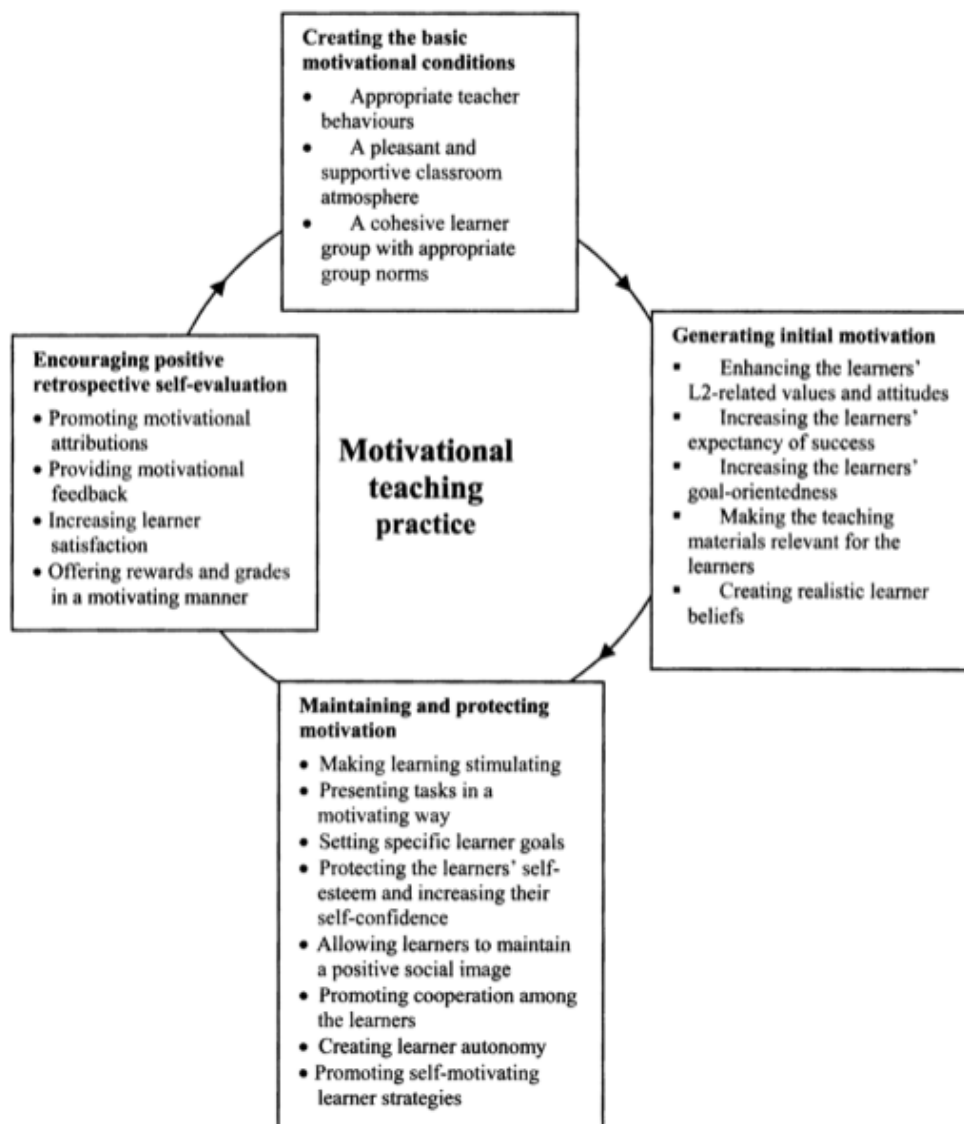 Creating the basic
motivational conditions
• Appropriate teacher
behaviours
• A pleasant and
supportive classroom
atmosphere
• A cohesive learner
group with appropriate
group norms
Generating initial motivation
▪ Enhancing the learners'
L2-related values and attitudes
▪ Increasing the learners'
expectancy of success
▪ Increasing the learners'
goal-orientedness
▪ Making the teaching
materials relevant for the
learners
▪ Creating realistic learner
beliefs
Maintaining and protecting
motivation
• Making learning stimulating
• Presenting tasks in a
motivating way
• Setting specific learner goals
• Protecting the learners' self-
esteem and increasing their
self-confidence
• Allowing learners to maintain
a positive social image
• Promoting cooperation among
the learners
• Creating learner autonomy
• Promoting self-motivating
learner strategies
Encouraging positive
retrospective self-evaluation
• Promoting motivational
attributions
• Providing motivational
feedback
• Increasing learner
satisfaction
• Offering rewards and grades
in a motivating manner
Motivational
teaching
practice